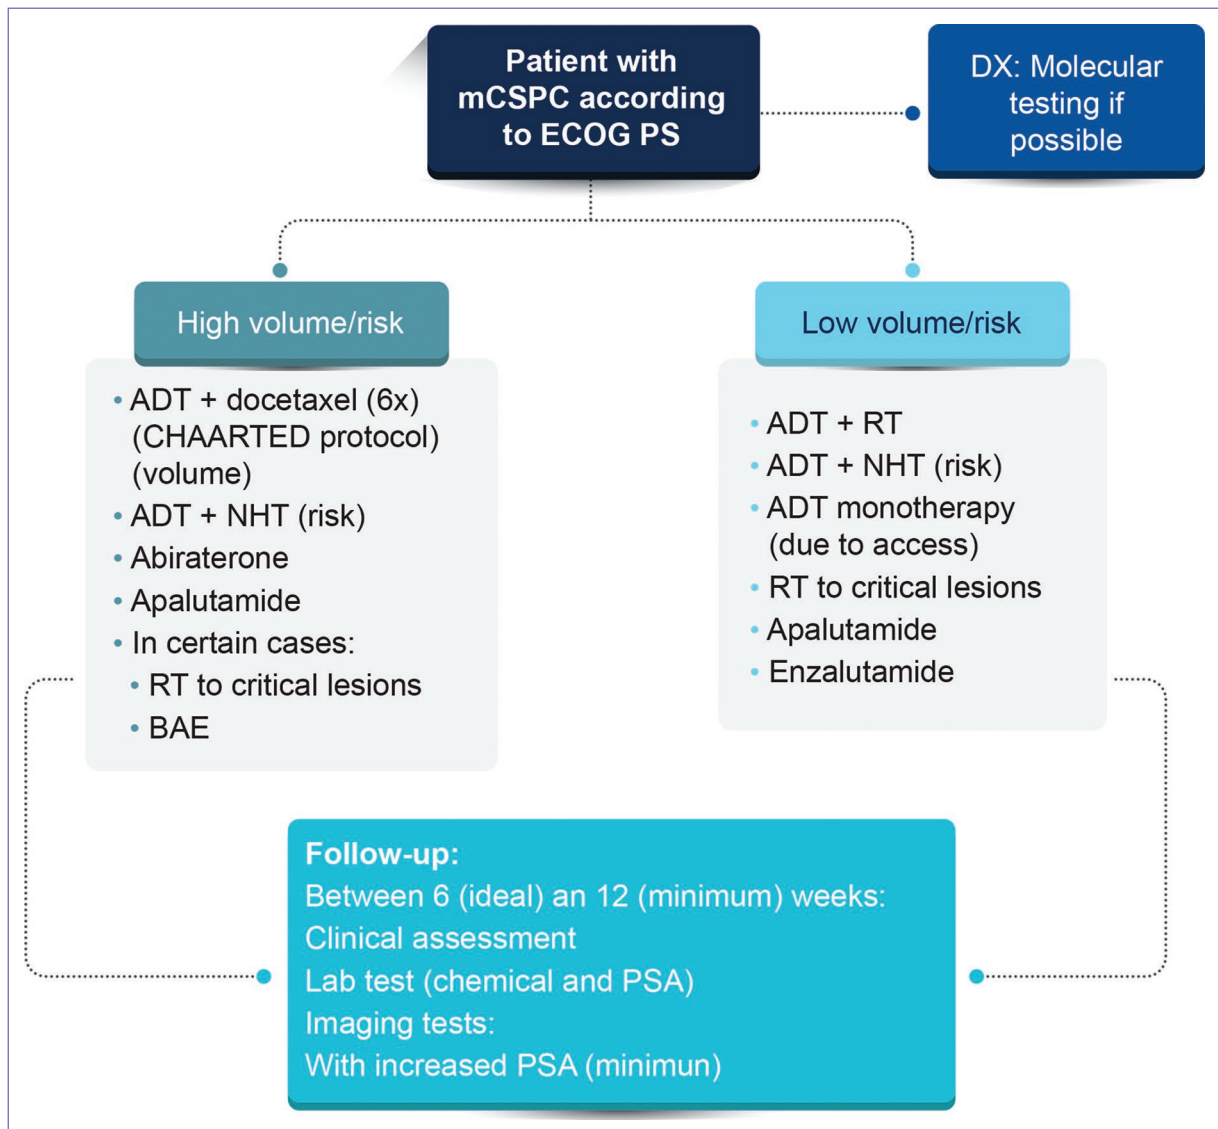 Patient with
mCSPC according
to ECOG PS
DX: Molecular
testing if
possible
High volume/risk
• ADT + docetaxel (6x)
(CHAARTED protocol)
(volume)
• ADT + NHT (risk)
• Abiraterone
• Apalutamide
• In certain cases:
• RT to critical lesions
• BAE
Low volume/risk
• ADT + RT
• ADT + NHT (risk)
• ADT monotherapy
(due to access)
• RT to critical lesions
• Apalutamide
• Enzalutamide
Follow-up:
Between 6 (ideal) an 12 (minimum) weeks:
Clinical assessment
Lab test (chemical and PSA)
Imaging tests:
With increased PSA (minimun)